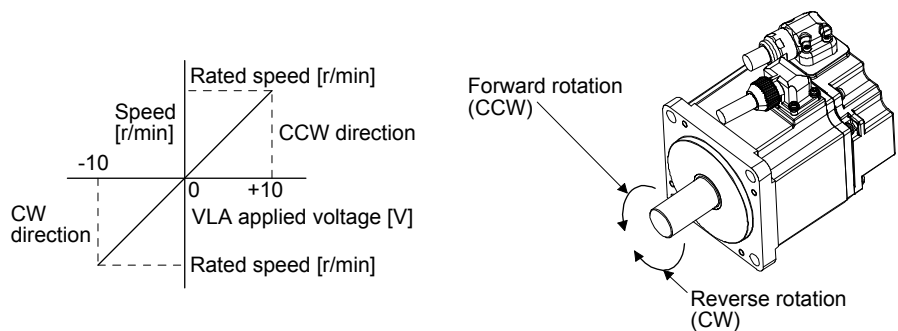 Rated speed [r/min]
Speed
[r/min]
CCW direction
-10
0
+10
CW
direction
VLA applied voltage [V]
Rated speed [r/min]
Forward rotation
(CCW)
Reverse rotation
(CW)